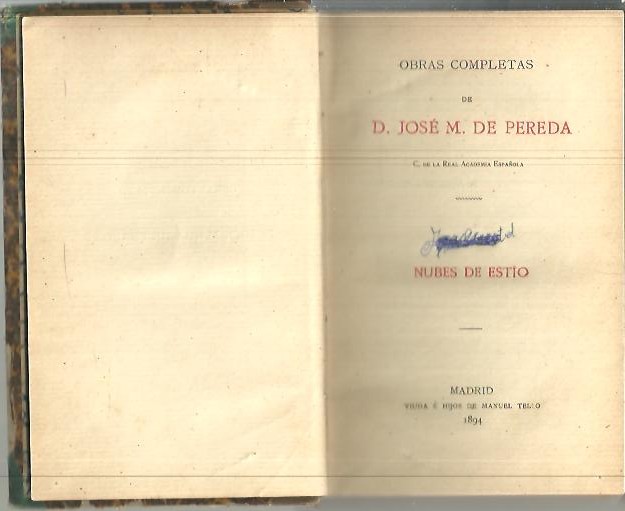 OBRAS COMPLETAS
DE
D. JOSÉ M. DE PEREDA
C. DE LA REAL ACADEMIA ESPAÑOLA
NUBES DE ESTÍO
MADRID
VIUDA É HIJOS DE MANUEL TELLO
1894